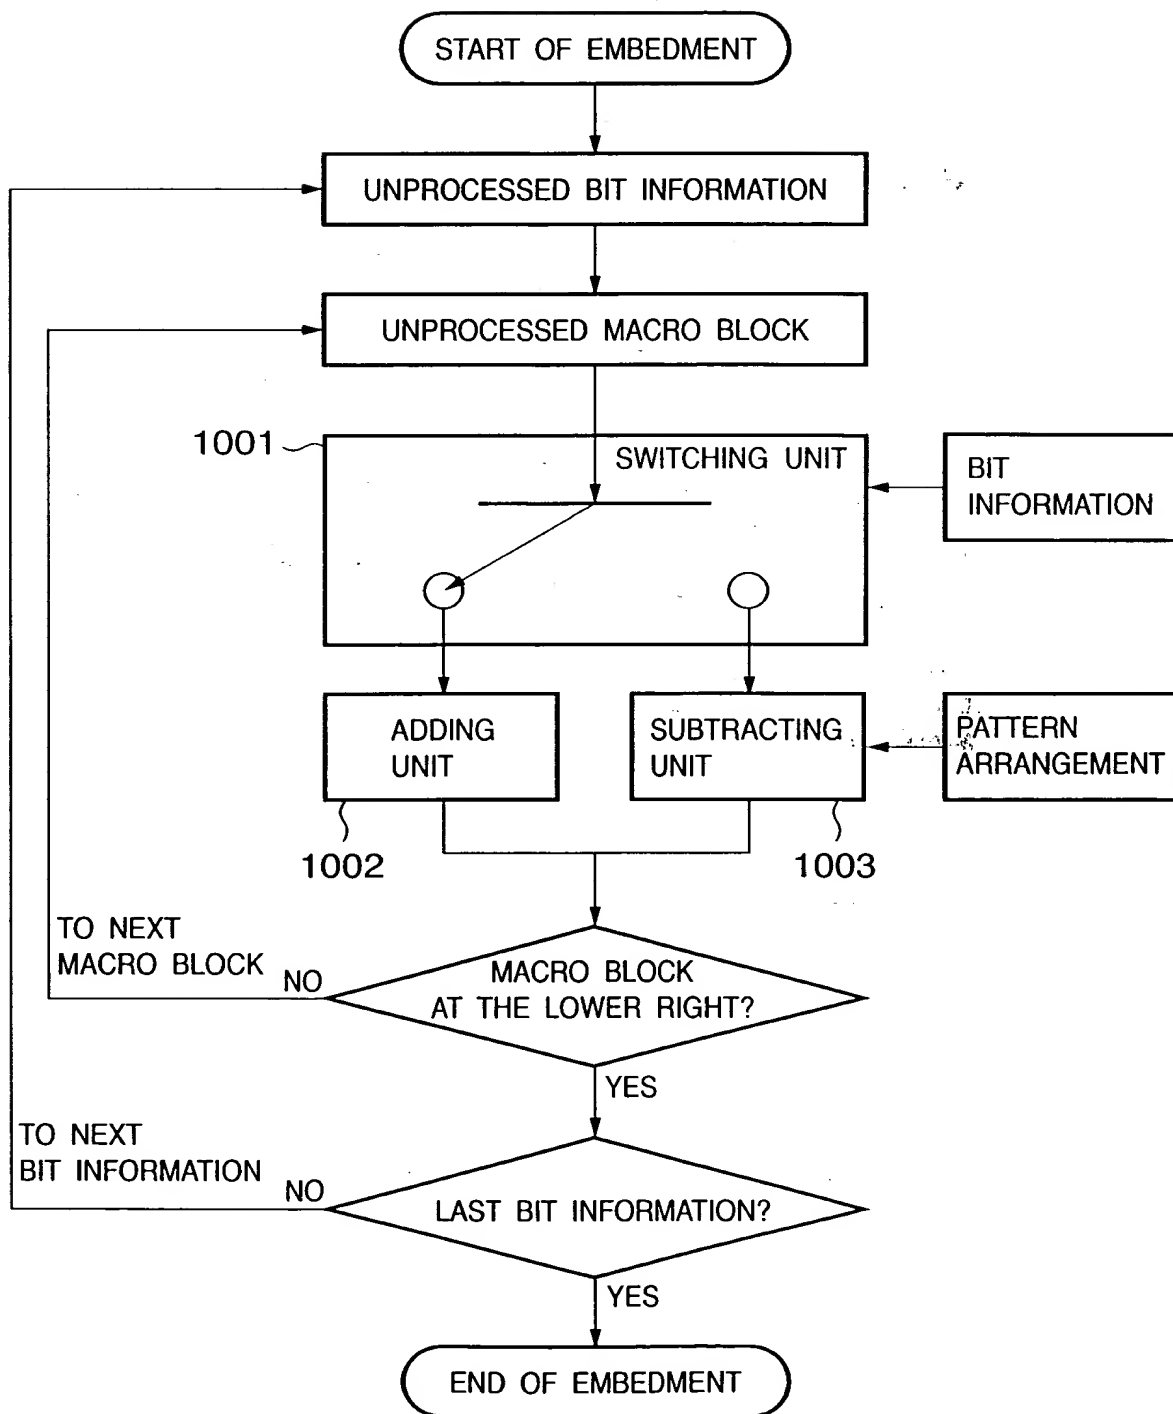 START OF EMBEDMENT
UNPROCESSED BIT INFORMATION
UNPROCESSED MACRO BLOCK
1001
SWITCHING UNIT
BIT
INFORMATION
ADDING
UNIT
SUBTRACTING
UNIT
PATTERN
ARRANGEMENT
1002
1003
TO NEXT
MACRO BLOCK
NO
MACRO BLOCK
AT THE LOWER RIGHT?
YES
TO NEXT
BIT INFORMATION
NO
LAST BIT INFORMATION?
YES
END OF EMBEDMENT